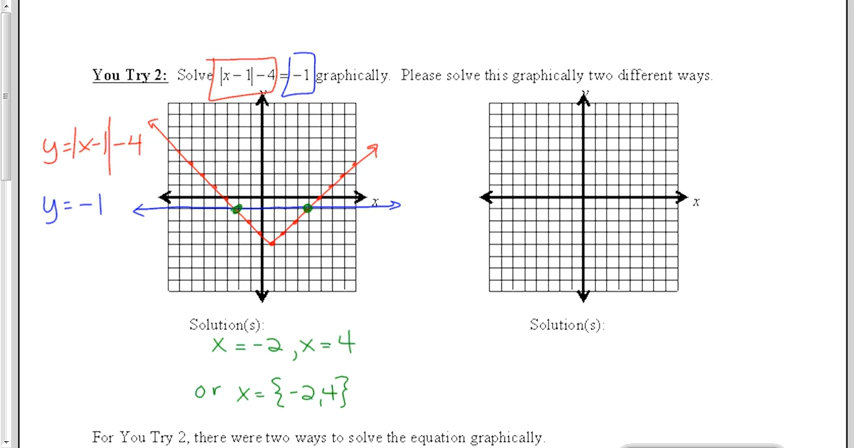 You Try 2: Solve |x − 1| − 4 = −1 graphically. Please solve this graphically two different ways.
y y
y=|x-1|-4
x x
y = -1
Solution(s): Solution(s):
x = -2, x = 4
or x = {-2,4}
For You Try 2, there were two ways to solve the equation graphically.